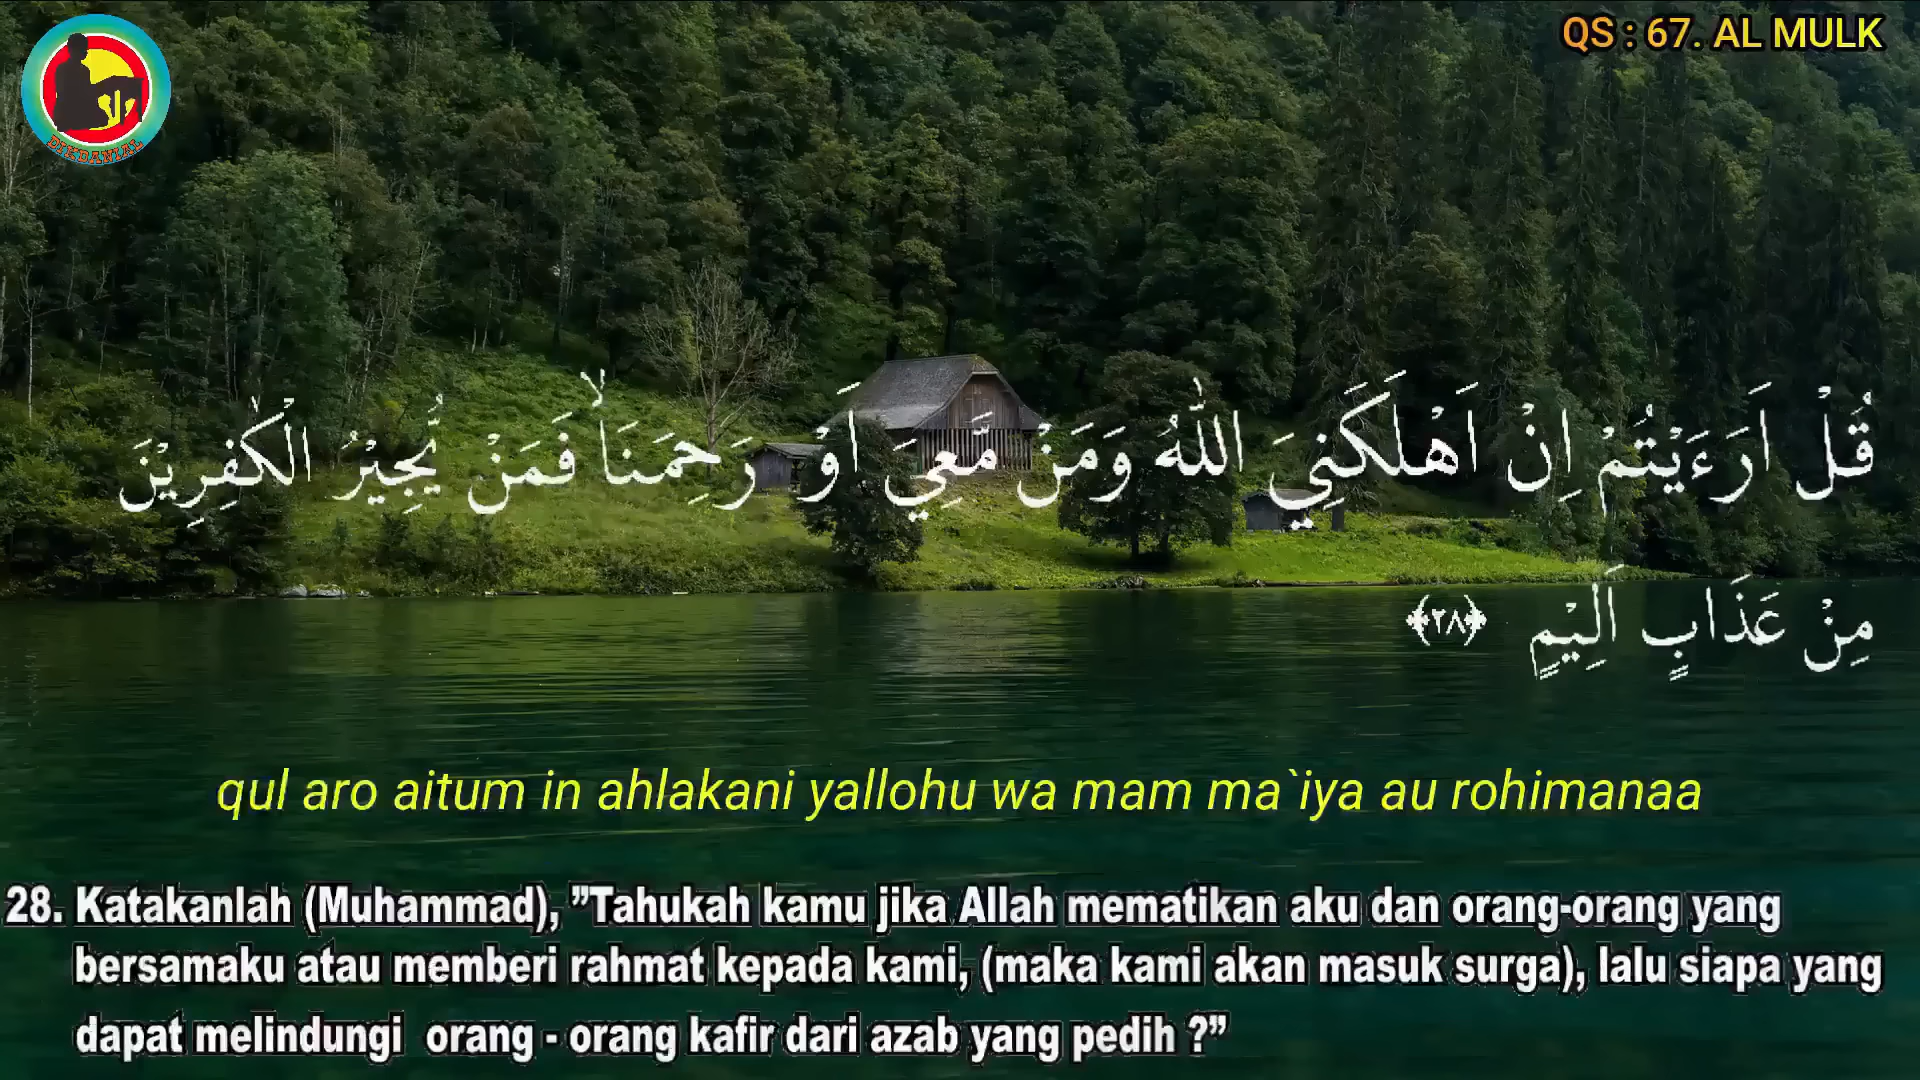 QS : 67. AL MULK
DIKDANIAL
قُلْ اَرَءَيْتُمْ اِنْ اَهْلَكَنِيَ اللّٰهُ وَمَنْ مَّعِيَ اَوْ رَحِمَنَاۙ فَمَنْ يُّجِيْرُ الْكٰفِرِيْنَ
مِنْ عَذَابٍ اَلِيْمٍ ﴿٢٨﴾
qul aro aitum in ahlakani yallohu wa mam ma`iya au rohimanaa
28. Katakanlah (Muhammad), ”Tahukah kamu jika Allah mematikan aku dan orang-orang yang
bersamaku atau memberi rahmat kepada kami, (maka kami akan masuk surga), lalu siapa yang
dapat melindungi orang - orang kafir dari azab yang pedih ?”